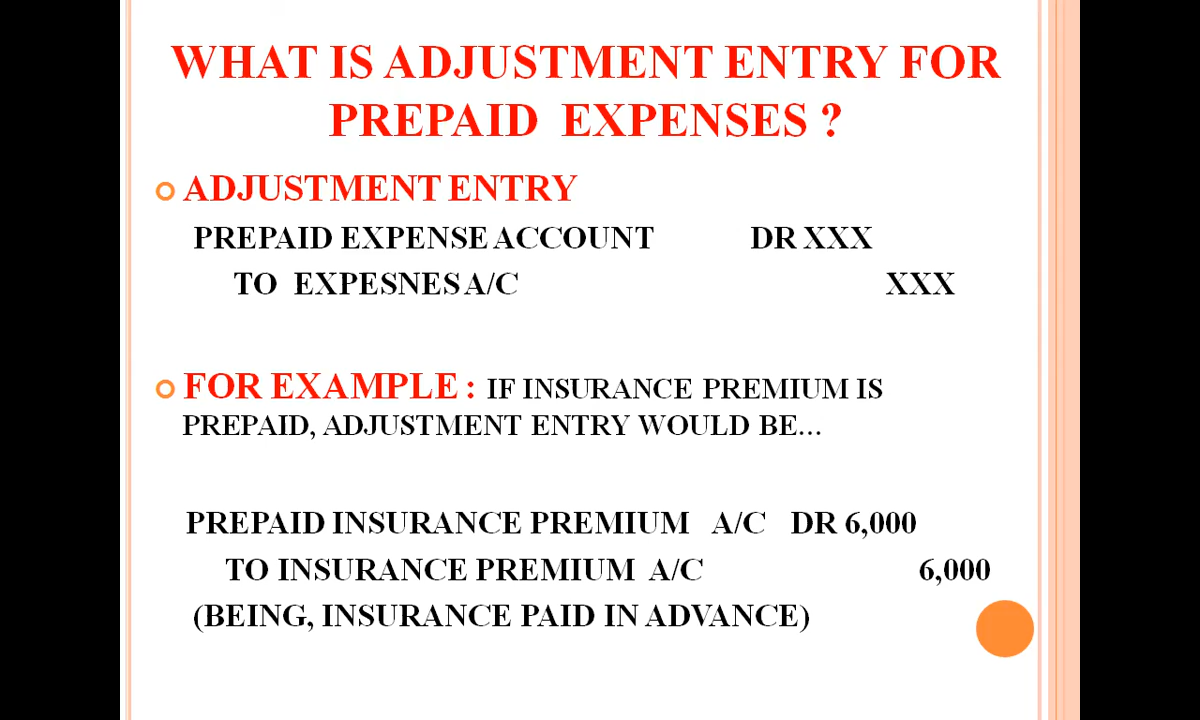 WHAT IS ADJUSTMENT ENTRY FOR
PREPAID EXPENSES ?
ADJUSTMENT ENTRY
PREPAID EXPENSE ACCOUNT DR XXX
TO EXPESNES A/C XXX
FOR EXAMPLE : IF INSURANCE PREMIUM IS
PREPAID, ADJUSTMENT ENTRY WOULD BE...
PREPAID INSURANCE PREMIUM A/C DR 6,000
TO INSURANCE PREMIUM A/C 6,000
(BEING, INSURANCE PAID IN ADVANCE)